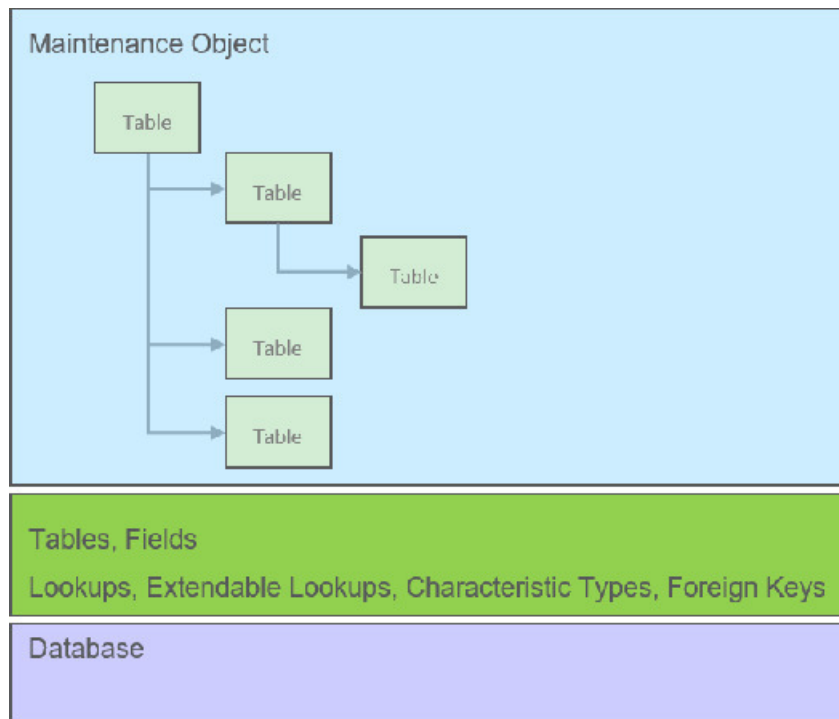 Maintenance Object
Table
Table
Table
Table
Table
Tables, Fields
Lookups, Extendable Lookups, Characteristic Types, Foreign Keys
Database